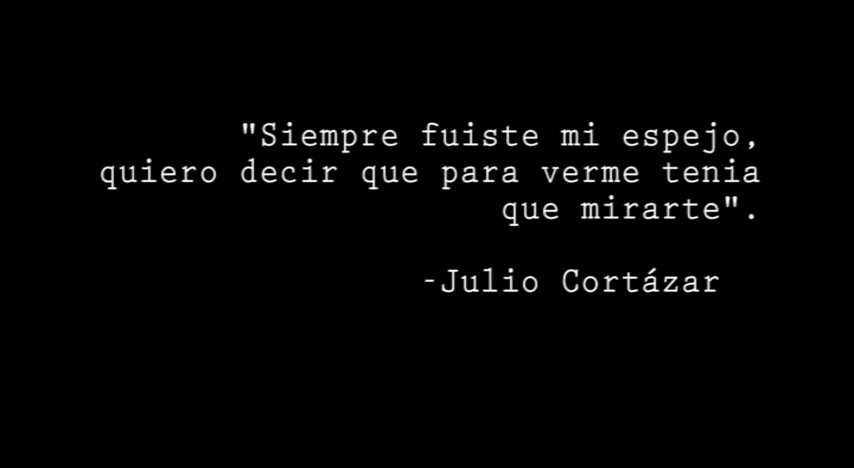 "Siempre fuiste mi espejo,
quiero decir que para verme tenia
que mirarte".
-Julio Cortázar